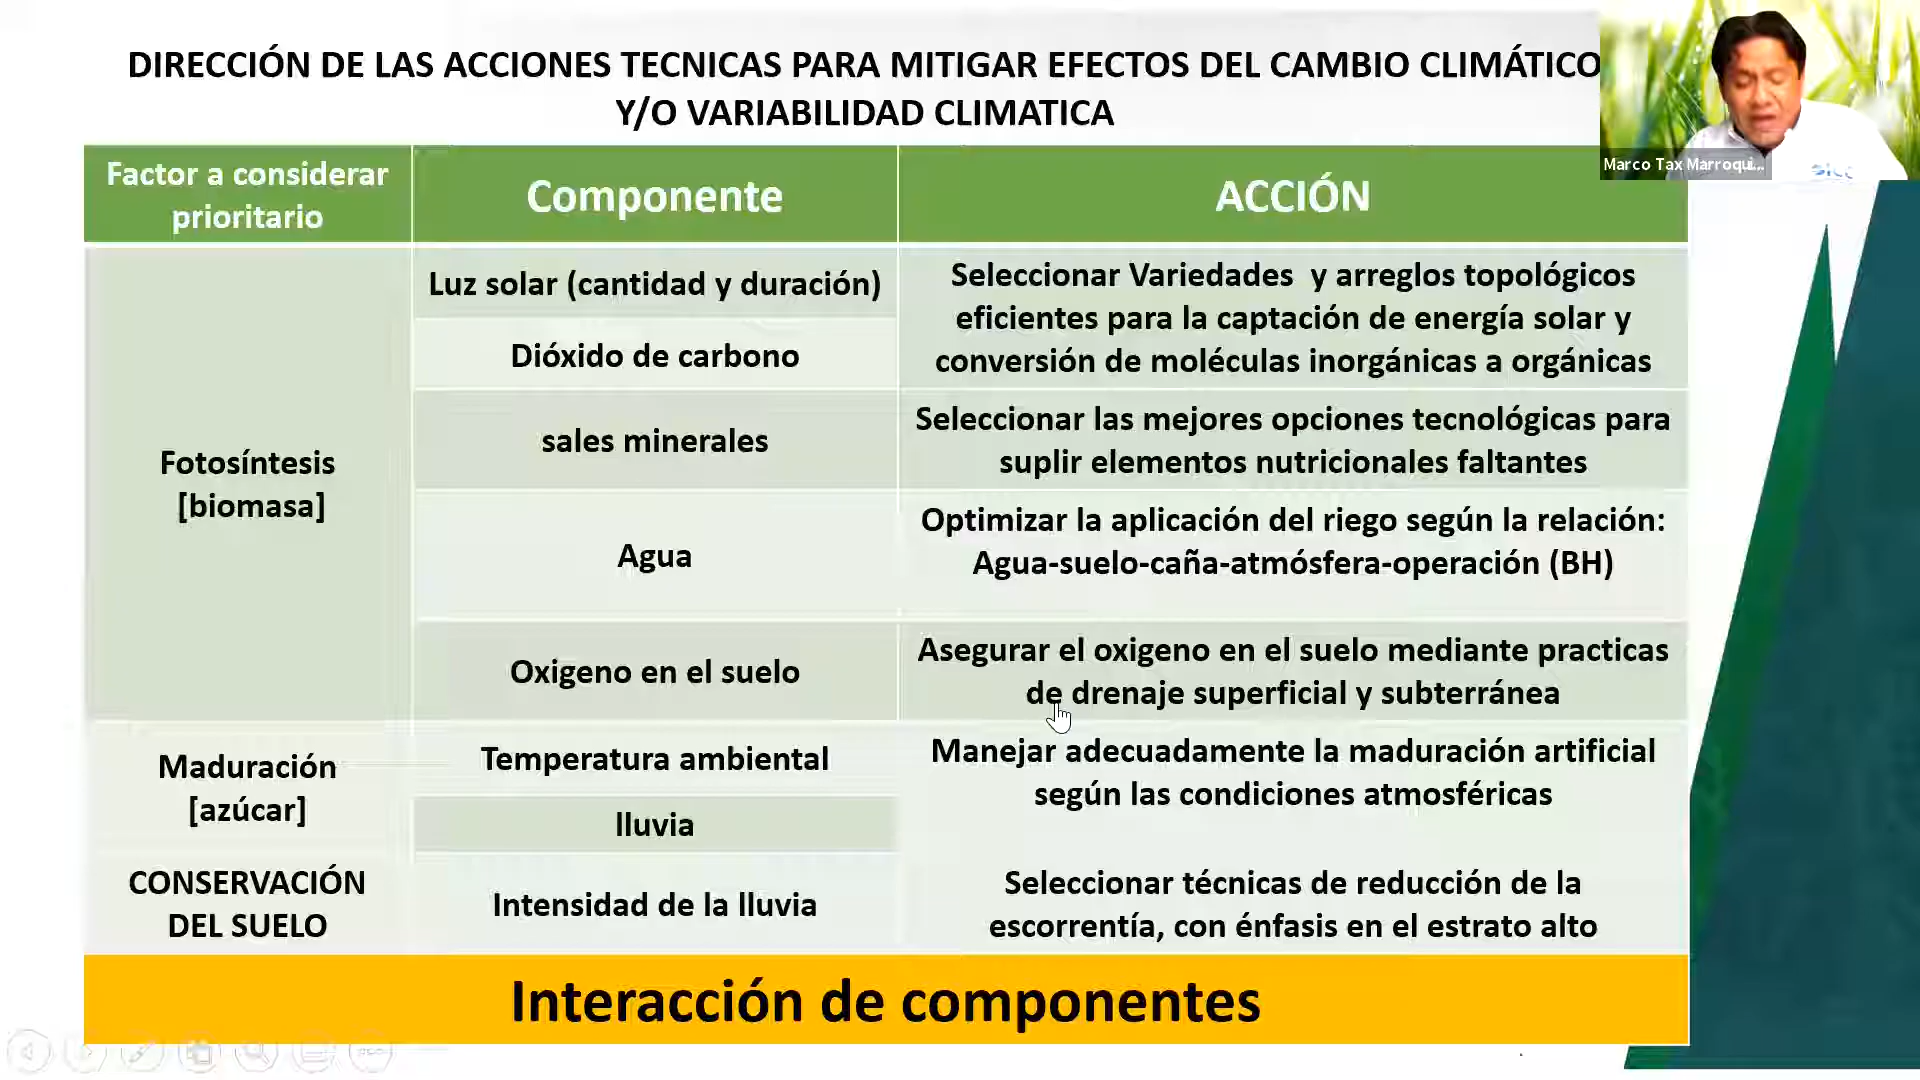 DIRECCIÓN DE LAS ACCIONES TECNICAS PARA MITIGAR EFECTOS DEL CAMBIO CLIMÁTICO
Y/O VARIABILIDAD CLIMATICA
Marco Tax Marroqui...
Factor a considerar
prioritario
Componente
ACCIÓN
Fotosíntesis
[biomasa]
Luz solar (cantidad y duración)
Dióxido de carbono
Seleccionar Variedades y arreglos topológicos
eficientes para la captación de energía solar y
conversión de moléculas inorgánicas a orgánicas
sales minerales
Seleccionar las mejores opciones tecnológicas para
suplir elementos nutricionales faltantes
Agua
Optimizar la aplicación del riego según la relación:
Agua-suelo-caña-atmósfera-operación (BH)
Oxigeno en el suelo
Asegurar el oxigeno en el suelo mediante practicas
de drenaje superficial y subterránea
Maduración
[azúcar]
Temperatura ambiental
lluvia
Manejar adecuadamente la maduración artificial
según las condiciones atmosféricas
CONSERVACIÓN
DEL SUELO
Intensidad de la lluvia
Seleccionar técnicas de reducción de la
escorrentía, con énfasis en el estrato alto
Interacción de componentes